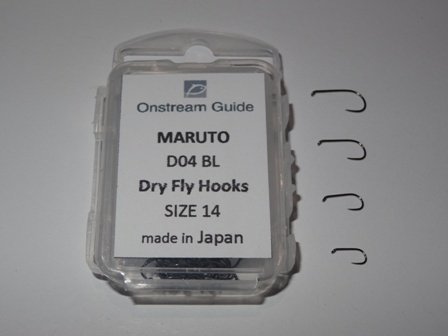 Onstream Guide
MARUTO
D04 BL
Dry Fly Hooks
SIZE 14
made in Japan